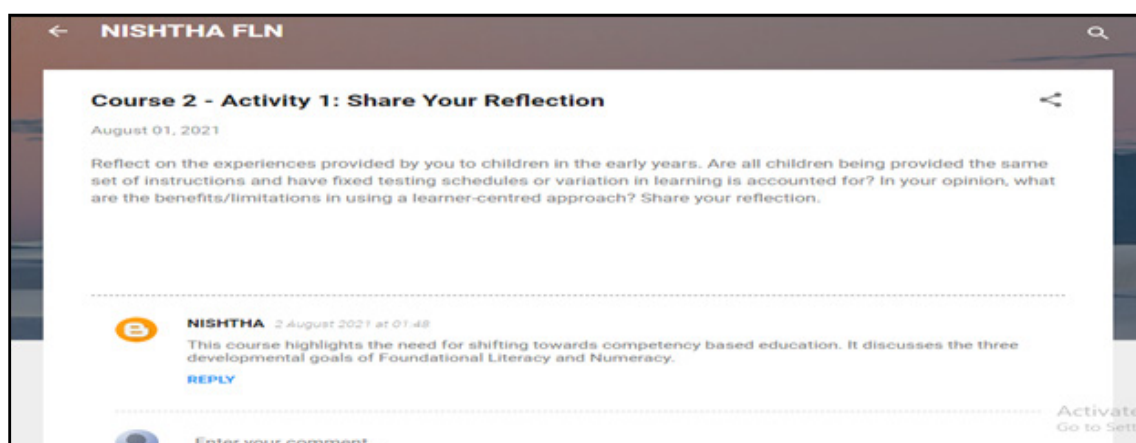 NISHTHA FLN
Course 2 - Activity 1: Share Your Reflection
August 01, 2021
Reflect on the experiences provided by you to children in the early years. Are all children being provided the same
set of instructions and have fixed testing schedules or variation in learning is accounted for? In your opinion, what
are the benefits/limitations in using a learner-centred approach? Share your reflection.
NISHTHA 2 August 2021 at 01:48
This course highlights the need for shifting towards competency based education. It discusses the three
developmental goals of Foundational Literacy and Numeracy.
REPLY
Activate
Go to Sett
Enter your comment